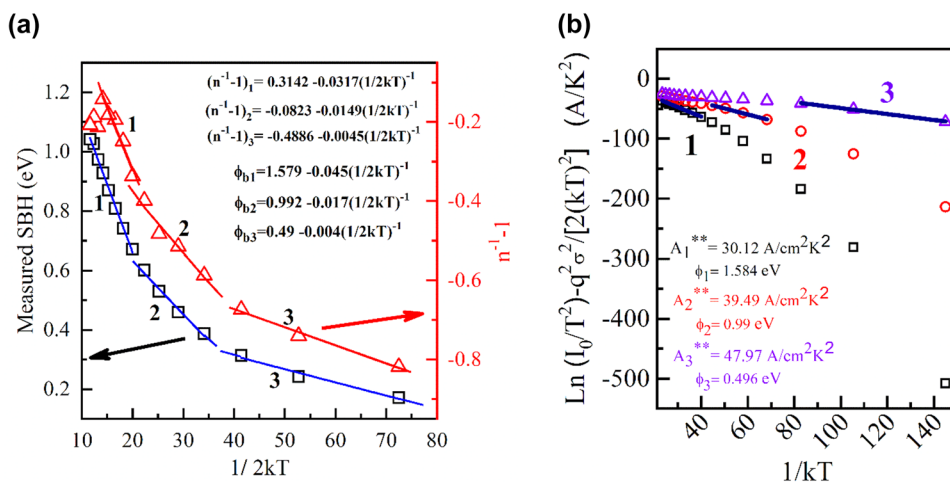 (a)
(n⁻¹-1)₁= 0.3142 -0.0317(1/2kT)⁻¹
(n⁻¹-1)₂= -0.0823 -0.0149(1/2kT)⁻¹
(n⁻¹-1)₃= -0.4886 -0.0045(1/2kT)⁻¹
ϕb1=1.579 -0.045(1/2kT)⁻¹
ϕb2=0.992 -0.017(1/2kT)⁻¹
ϕb3=0.49 -0.004(1/2kT)⁻¹
Measured SBH (eV)
1.2
1.0
0.8
0.6
0.4
0.2
1
2
3
1
2
3
-0.2
-0.4
-0.6
-0.8
n⁻¹-1
10 20 30 40 50 60 70 80
1/ 2kT
(b)
Ln (I₀/T²)-q²σ²/[2(kT)²] (A/K²)
0
-100
-200
-300
-400
-500
1
2
3
A₁**= 30.12 A/cm²K²
ϕ₁= 1.584 eV
A₂**= 39.49 A/cm²K²
ϕ₂= 0.99 eV
A₃**= 47.97 A/cm²K²
ϕ₃= 0.496 eV
40 60 80 100 120 140
1/kT